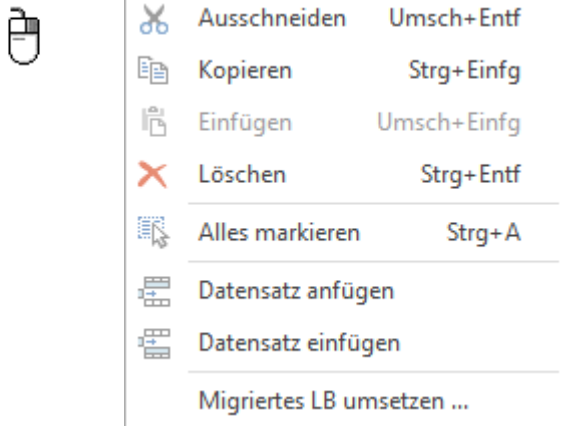 Ausschneiden Umsch+Entf
Kopieren Strg+Einfg
Einfügen Umsch+Einfg
Löschen Strg+Entf
Alles markieren Strg+A
Datensatz anfügen
Datensatz einfügen
Migriertes LB umsetzen ...